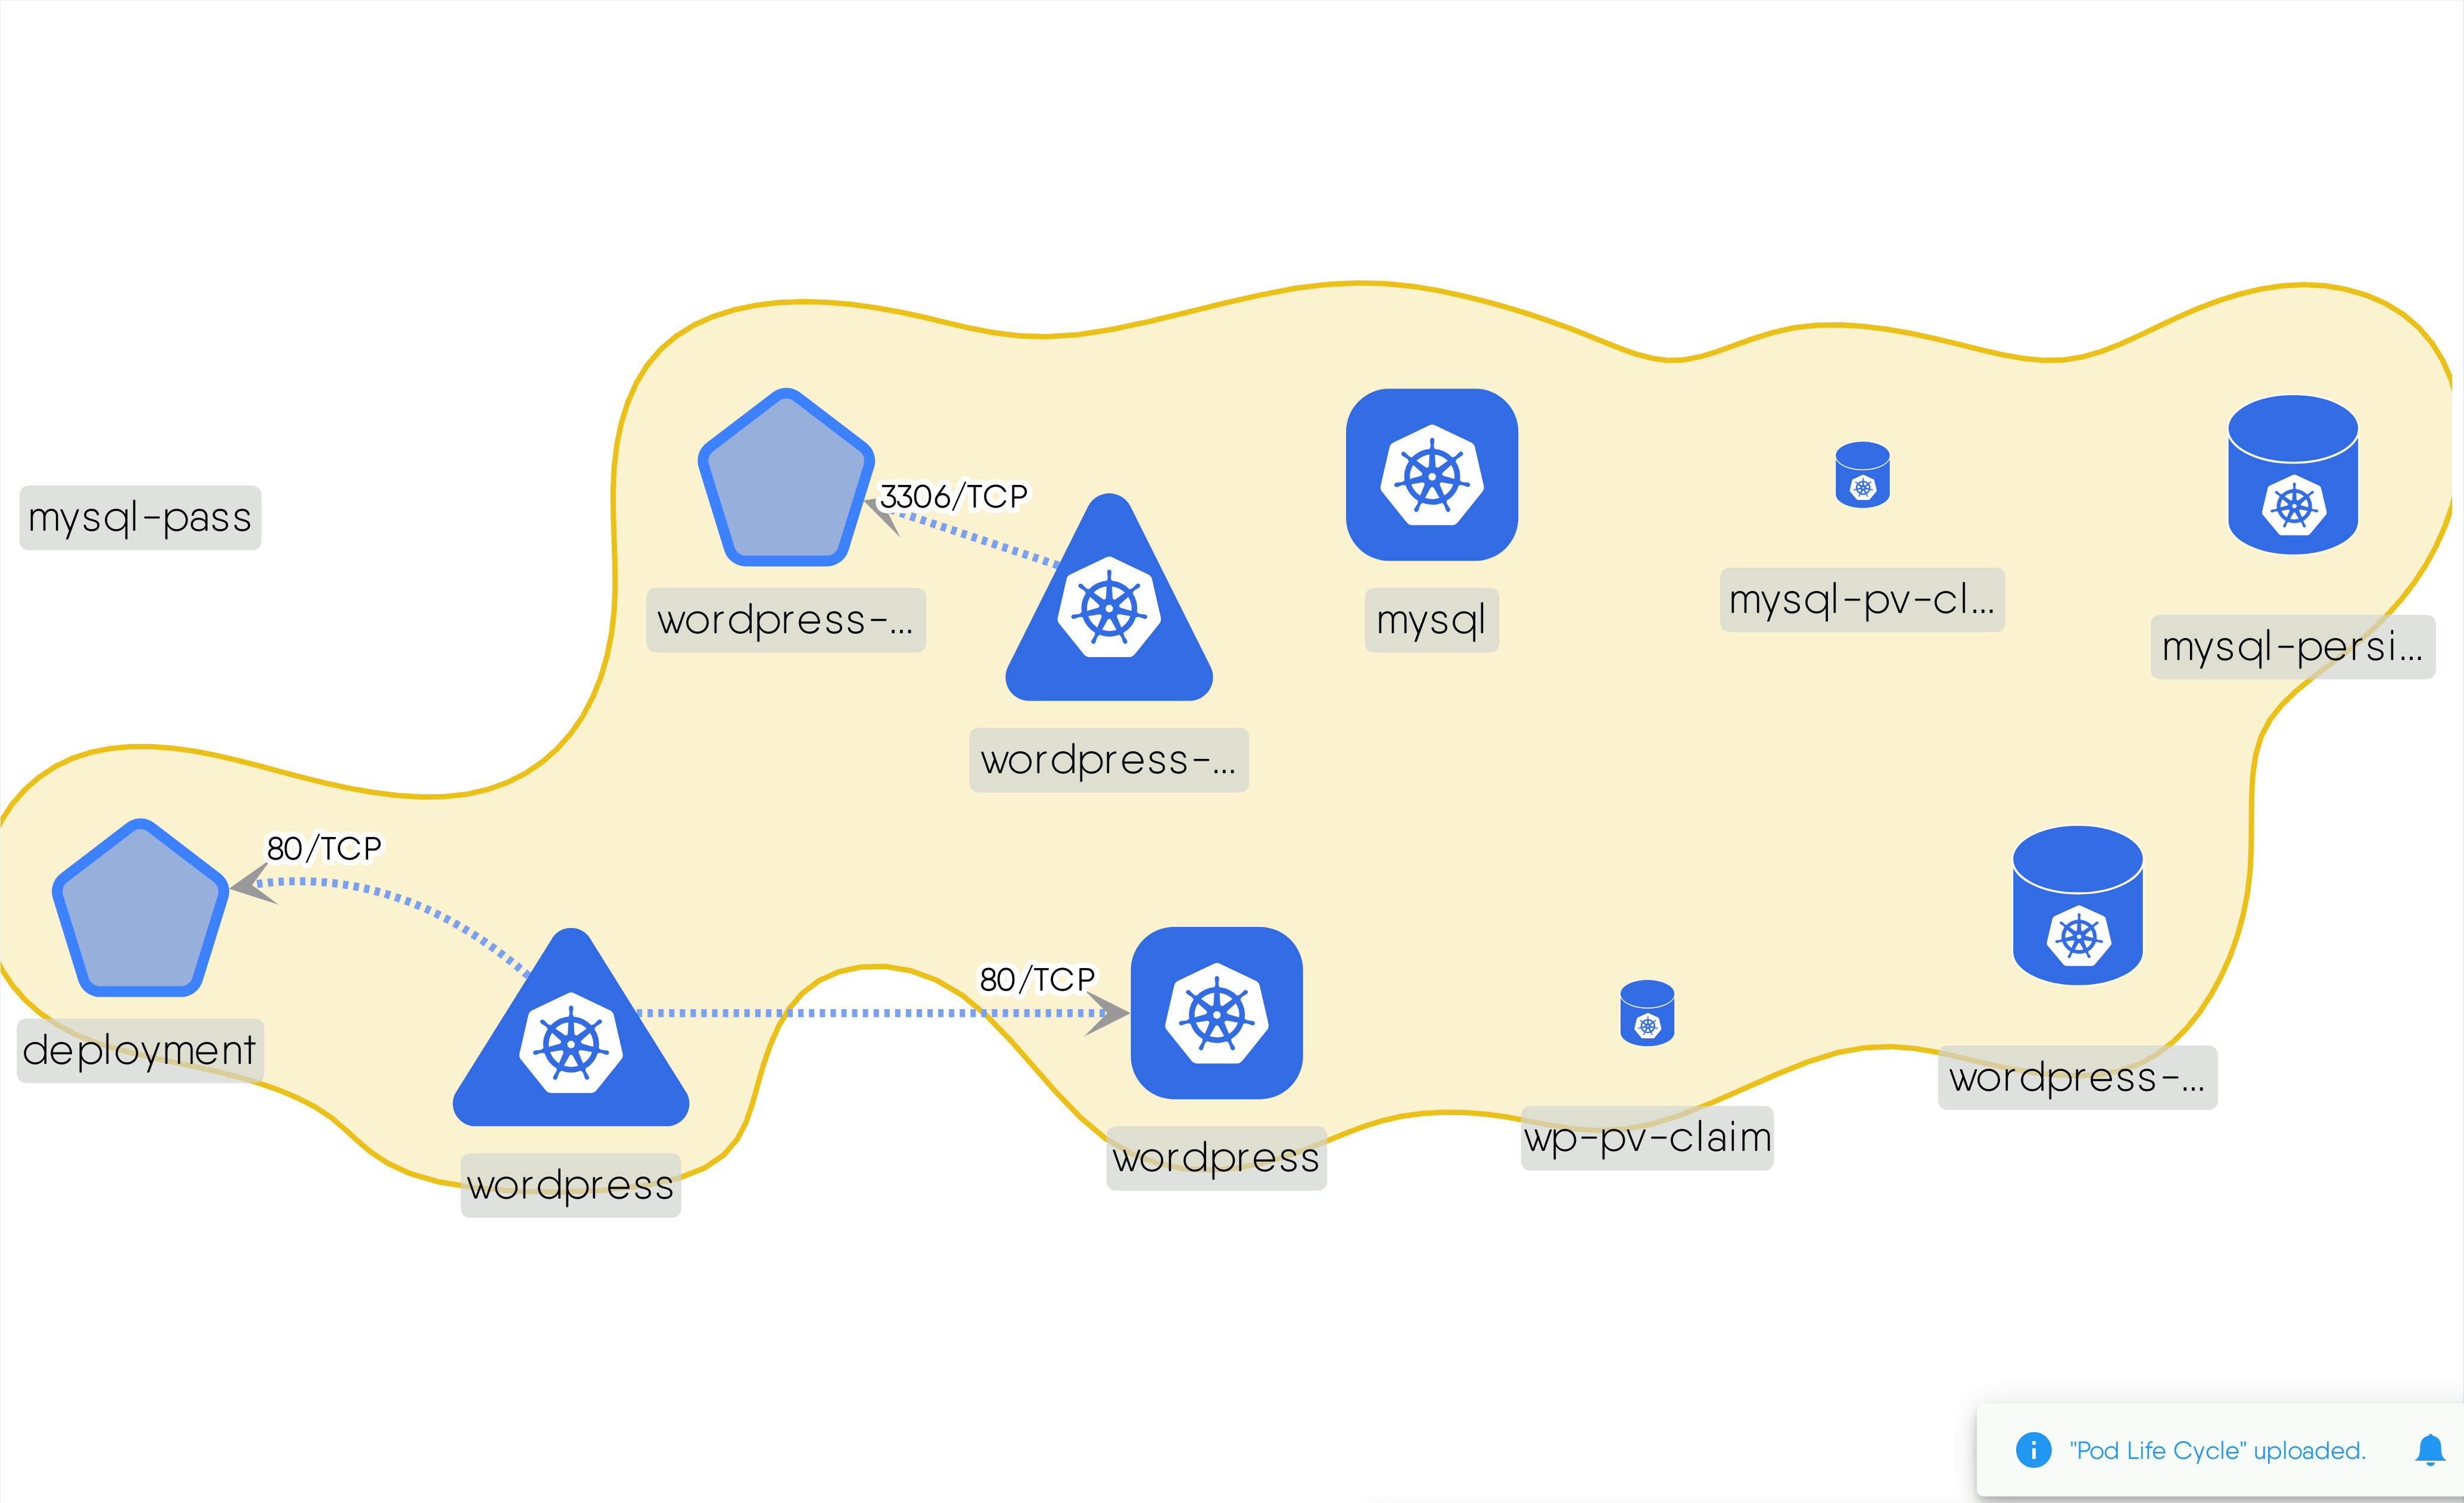 3306/TCP
mysql-pass
wordpress-...
mysql
mysql-pv-cl...
mysql-persi...
wordpress-...
80/TCP
80/TCP
deployment
wordpress-...
wp-pv-claim
wordpress
wordpress
"Pod Life Cycle" uploaded.